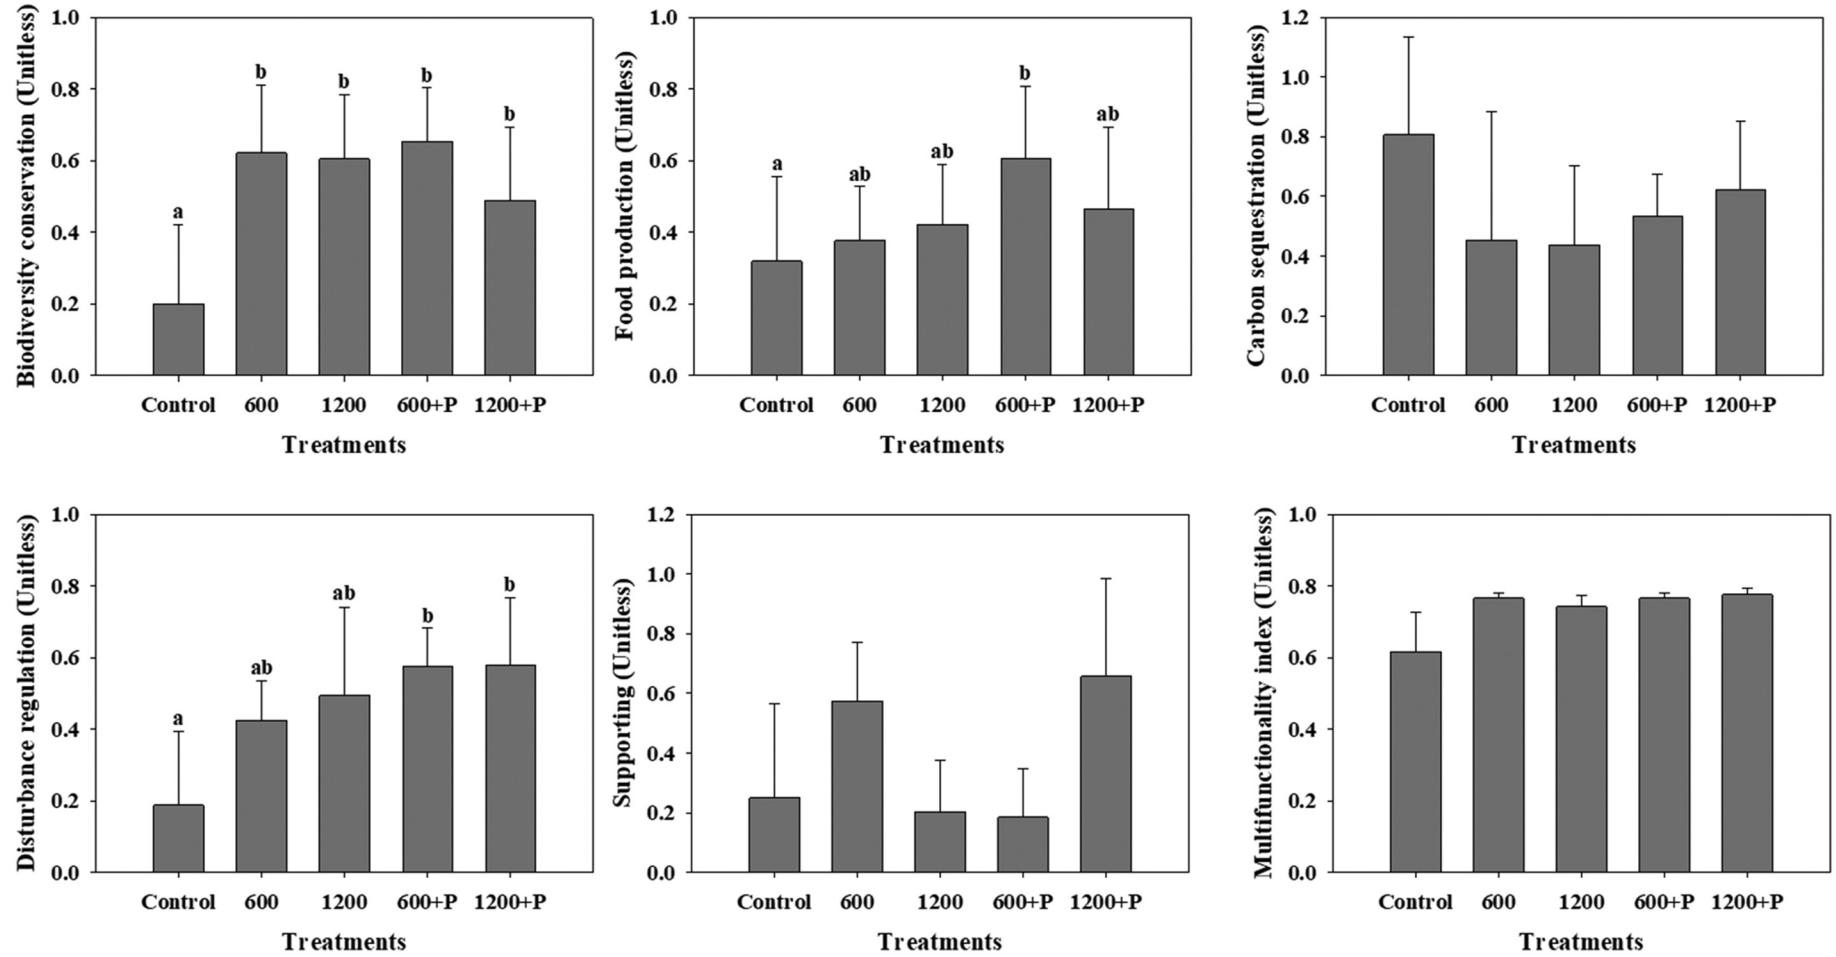 Biodiversity conservation (Unitless)
1.0
0.8
0.6
0.4
0.2
0.0
a
b
b
b
b
Control 600 1200 600+P 1200+P
Treatments
Food production (Unitless)
1.0
0.8
0.6
0.4
0.2
0.0
a
ab
ab
b
ab
Control 600 1200 600+P 1200+P
Treatments
Carbon sequestration (Unitless)
1.2
1.0
0.8
0.6
0.4
0.2
0.0
Control 600 1200 600+P 1200+P
Treatments
Disturbance regulation (Unitless)
1.0
0.8
0.6
0.4
0.2
0.0
a
ab
ab
b
b
Control 600 1200 600+P 1200+P
Treatments
Supporting (Unitless)
1.2
1.0
0.8
0.6
0.4
0.2
0.0
Control 600 1200 600+P 1200+P
Treatments
Multifunctionality index (Unitless)
1.0
0.8
0.6
0.4
0.2
0.0
Control 600 1200 600+P 1200+P
Treatments